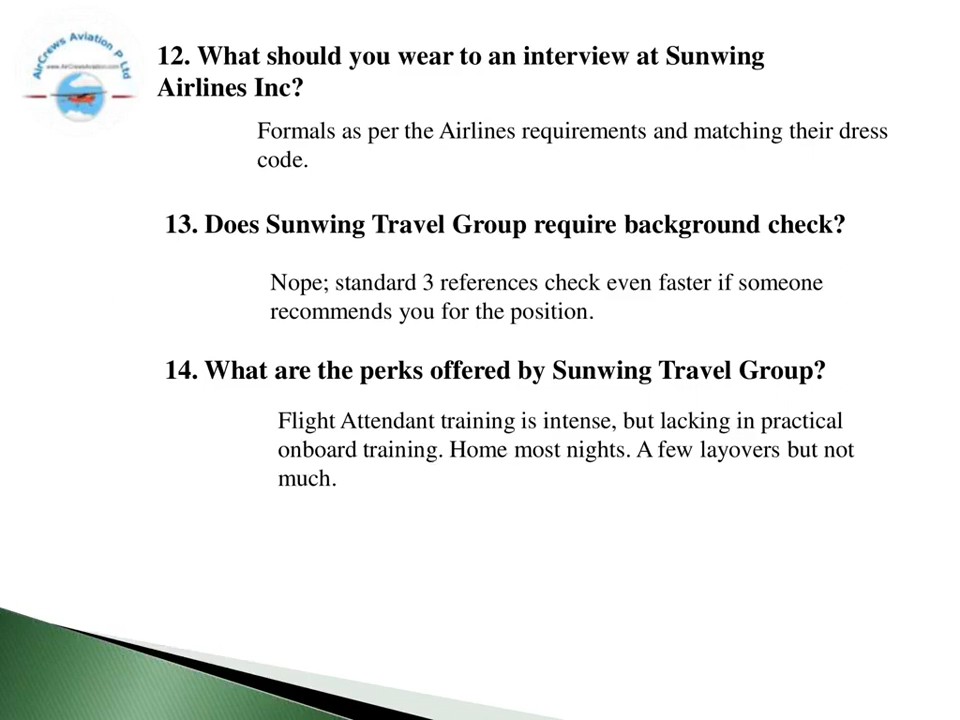 AirCrews Aviation P Ltd
www.AirCrewsAviation.com
12. What should you wear to an interview at Sunwing
Airlines Inc?
Formals as per the Airlines requirements and matching their dress
code.
13. Does Sunwing Travel Group require background check?
Nope; standard 3 references check even faster if someone
recommends you for the position.
14. What are the perks offered by Sunwing Travel Group?
Flight Attendant training is intense, but lacking in practical
onboard training. Home most nights. A few layovers but not
much.